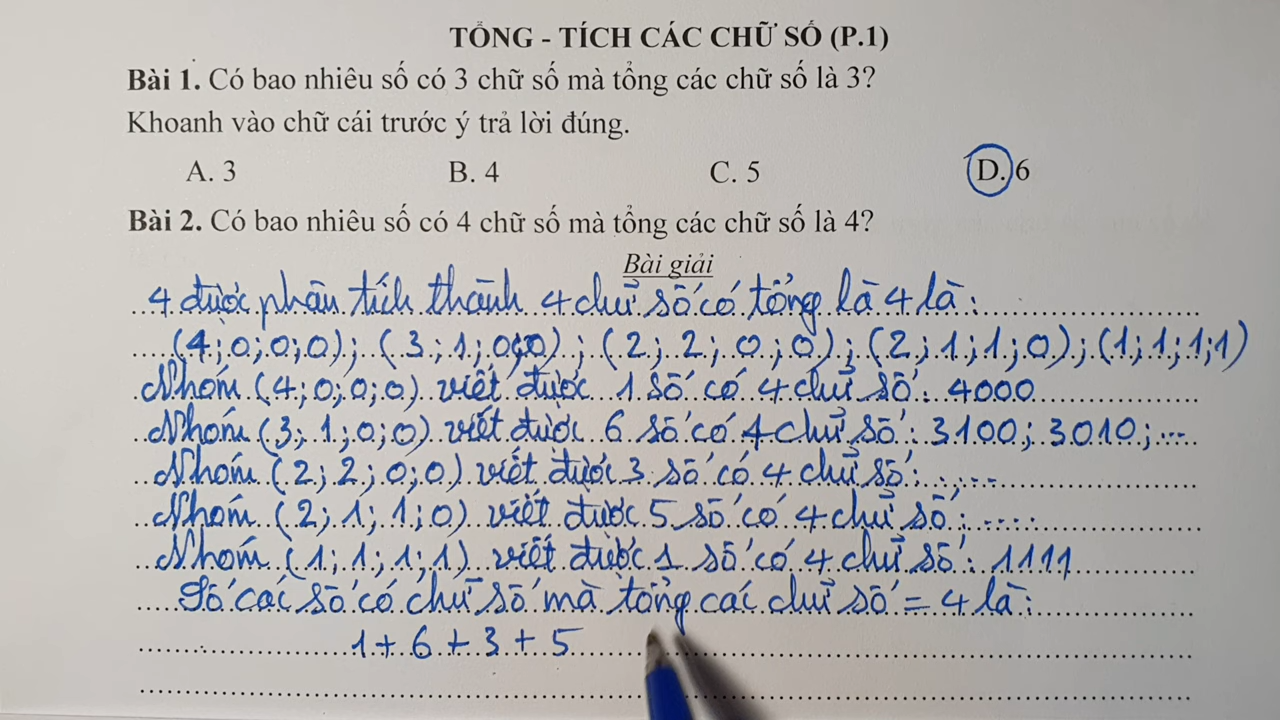 TỔNG - TÍCH CÁC CHỮ SỐ (P.1)
Bài 1. Có bao nhiêu số có 3 chữ số mà tổng các chữ số là 3?
Khoanh vào chữ cái trước ý trả lời đúng.
A. 3 B. 4 C. 5 D. 6
Bài 2. Có bao nhiêu số có 4 chữ số mà tổng các chữ số là 4?
Bài giải
4 được phân tích thành 4 chữ số có tổng là 4 là:
(4; 0; 0; 0); (3; 1; 0; 0); (2; 2; 0; 0); (2; 1; 1; 0); (1; 1; 1; 1)
Nhóm (4; 0; 0; 0) viết được 1 số có 4 chữ số: 4000
Nhóm (3; 1; 0; 0) viết được 6 số có 4 chữ số: 3100; 3010; ....
Nhóm (2; 2; 0; 0) viết được 3 số có 4 chữ số: .....
Nhóm (2; 1; 1; 0) viết được 5 số có 4 chữ số: .....
Nhóm (1; 1; 1; 1) viết được 1 số có 4 chữ số: 1111
Số các số có chữ số mà tổng các chữ số = 4 là:
1 + 6 + 3 + 5